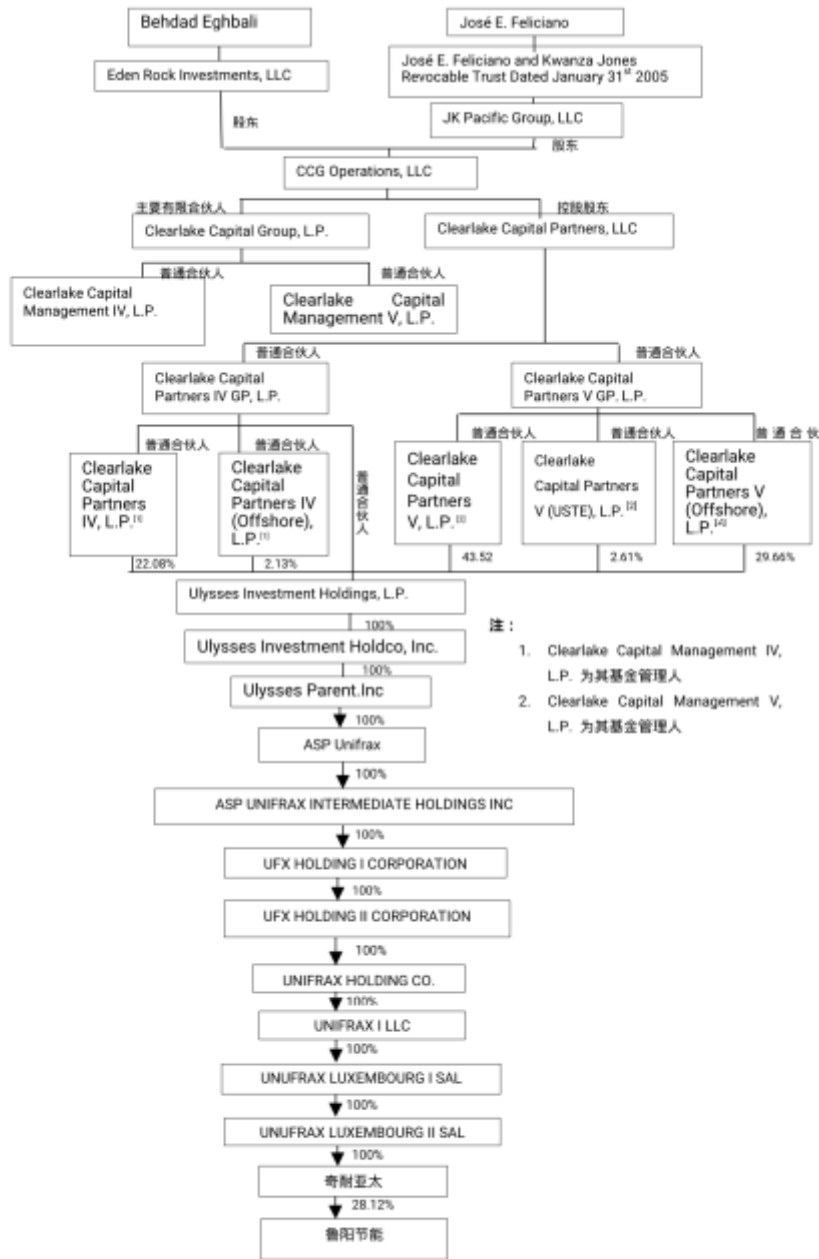 Behdad Eghbali
José E. Feliciano
Eden Rock Investments, LLC
José E. Feliciano and Kwanza Jones
Revocable Trust Dated January 31st 2005
JK Pacific Group, LLC
股东
股东
CCG Operations, LLC
主要有限合伙人
控股股东
Clearlake Capital Group, L.P.
Clearlake Capital Partners, LLC
普通合伙人
普通合伙人
Clearlake Capital
Management IV, L.P.
Clearlake Capital
Management V, L.P.
普通合伙人
普通合伙人
Clearlake Capital
Partners IV GP, L.P.
Clearlake Capital
Partners V GP, L.P.
普通合伙人
普通合伙人
普通合伙人
普通合伙人
普通合伙人
普通合伙
Clearlake
Capital
Partners
IV, L.P.[1]
Clearlake
Capital
Partners IV
(Offshore),
L.P.[1]
Clearlake
Capital
Partners
V, L.P.
Clearlake
Capital Partners
V (USTE), L.P. [2]
Clearlake
Capital
Partners V
(Offshore),
L.P.
22.08%
2.13%
43.52
2.61%
29.66%
Ulysses Investment Holdings, L.P.
100%
Ulysses Investment Holdco, Inc.
100%
Ulysses Parent.Inc
100%
ASP Unifrax
100%
ASP UNIFRAX INTERMEDIATE HOLDINGS INC
100%
UFX HOLDING I CORPORATION
100%
UFX HOLDING II CORPORATION
100%
UNIFRAX HOLDING CO.
100%
UNIFRAX I LLC
100%
UNUFRAX LUXEMBOURG I SAL
100%
UNUFRAX LUXEMBOURG II SAL
100%
奇耐亚太
28.12%
鲁阳节能
注：
1. Clearlake Capital Management IV,
L.P. 为其基金管理人
2. Clearlake Capital Management V,
L.P. 为其基金管理人